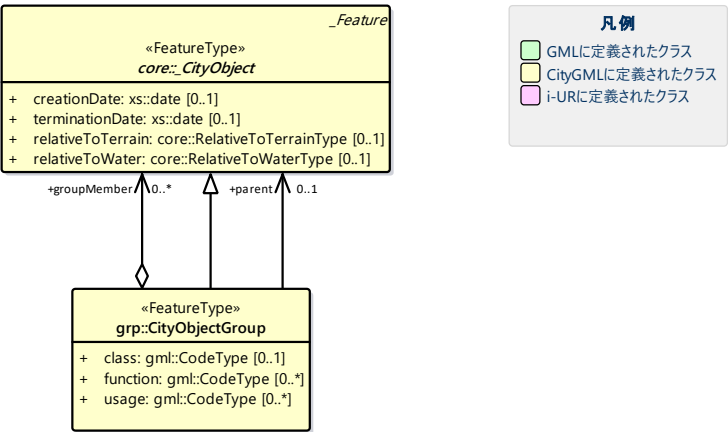 _Feature
«FeatureType»
core::_CityObject
+ creationDate: xs::date [0..1]
+ terminationDate: xs::date [0..1]
+ relativeToTerrain: core::RelativeToTerrainType [0..1]
+ relativeToWater: core::RelativeToWaterType [0..1]
+groupMember 0..* +parent 0..1
«FeatureType»
grp::CityObjectGroup
+ class: gml::CodeType [0..1]
+ function: gml::CodeType [0..*]
+ usage: gml::CodeType [0..*]
凡例
GMLに定義されたクラス
CityGMLに定義されたクラス
i-URに定義されたクラス